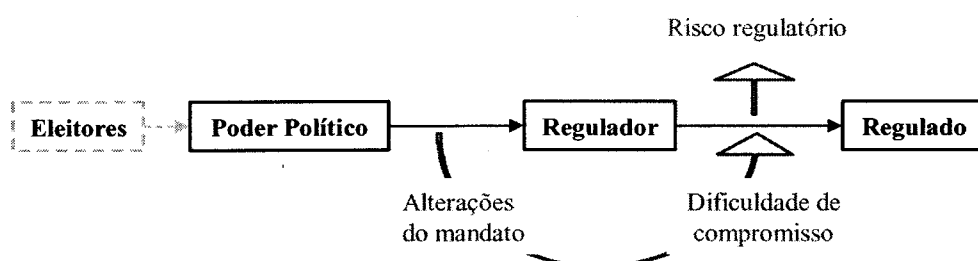 Risco regulatório
Eleitores
Poder Político
Regulador
Regulado
Alterações
do mandato
Dificuldade de
compromisso